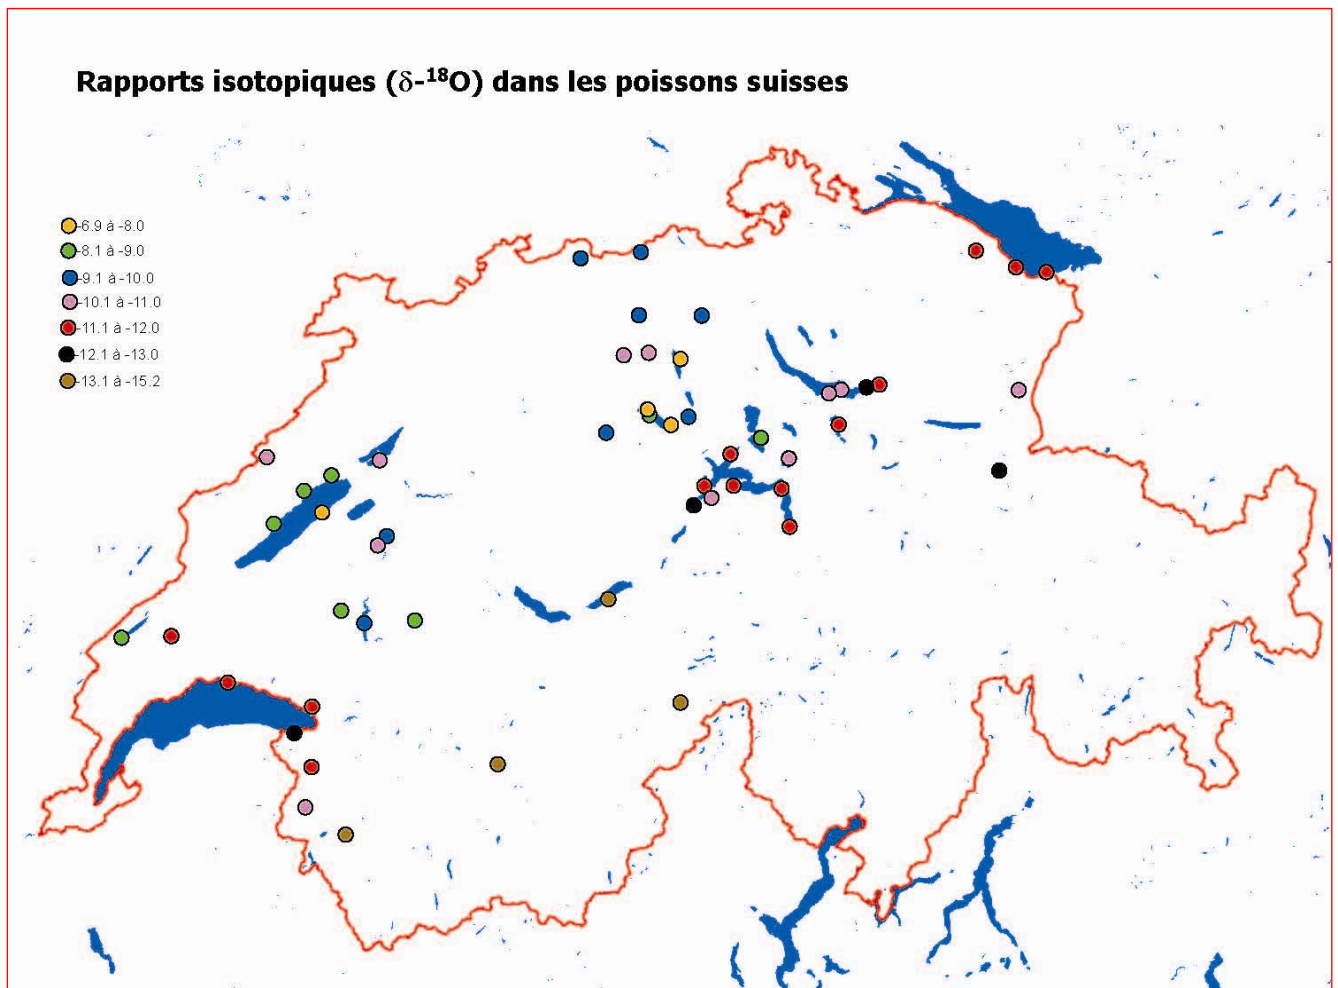 Rapports isotopiques (δ-¹⁸O) dans les poissons suisses
-6.9 à -8.0
-8.1 à -9.0
-9.1 à -10.0
-10.1 à -11.0
-11.1 à -12.0
-12.1 à -13.0
-13.1 à -15.2